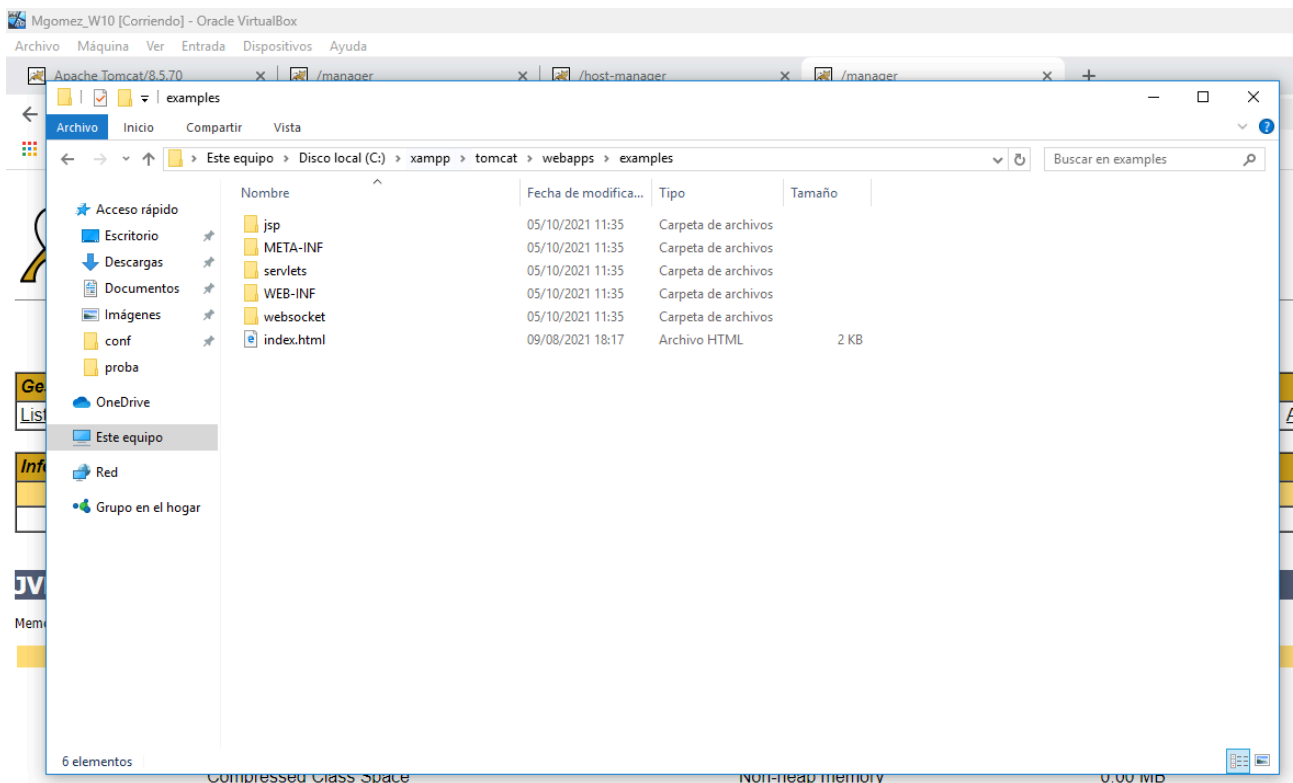 Mgomez_W10 [Corriendo] - Oracle VirtualBox
Archivo Máquina Ver Entrada Dispositivos Ayuda
Apache Tomcat/8.5.70 /manager /host-manager /manager
examples
Archivo Inicio Compartir Vista
Este equipo > Disco local (C:) > xampp > tomcat > webapps > examples
Buscar en examples
Nombre Fecha de modifica... Tipo Tamaño
Acceso rápido
Escritorio
Descargas
Documentos
Imágenes
conf
proba
OneDrive
Este equipo
Red
Grupo en el hogar
jsp 05/10/2021 11:35 Carpeta de archivos
META-INF 05/10/2021 11:35 Carpeta de archivos
servlets 05/10/2021 11:35 Carpeta de archivos
WEB-INF 05/10/2021 11:35 Carpeta de archivos
websocket 05/10/2021 11:35 Carpeta de archivos
index.html 09/08/2021 18:17 Archivo HTML 2 KB
6 elementos
Compressed Class Space Non-heap memory 0.00 MB